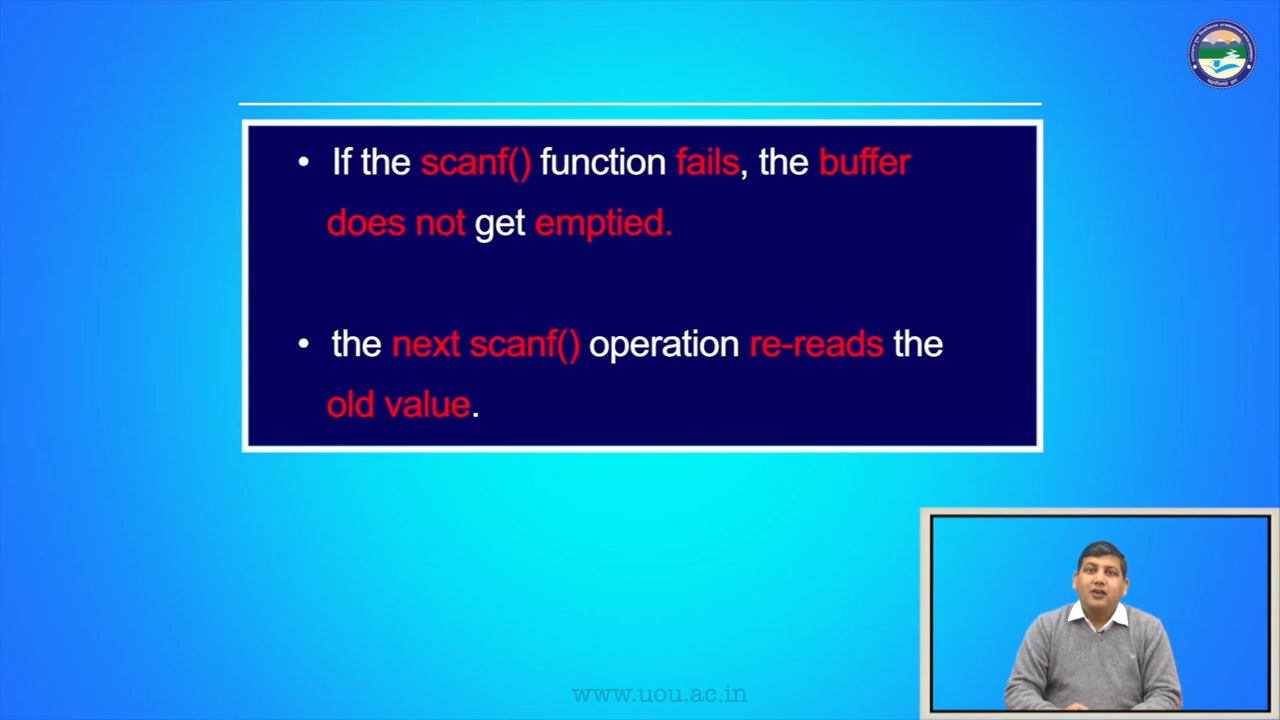 • If the scanf() function fails, the buffer
does not get emptied.
• the next scanf() operation re-reads the
old value.
www.uou.ac.in